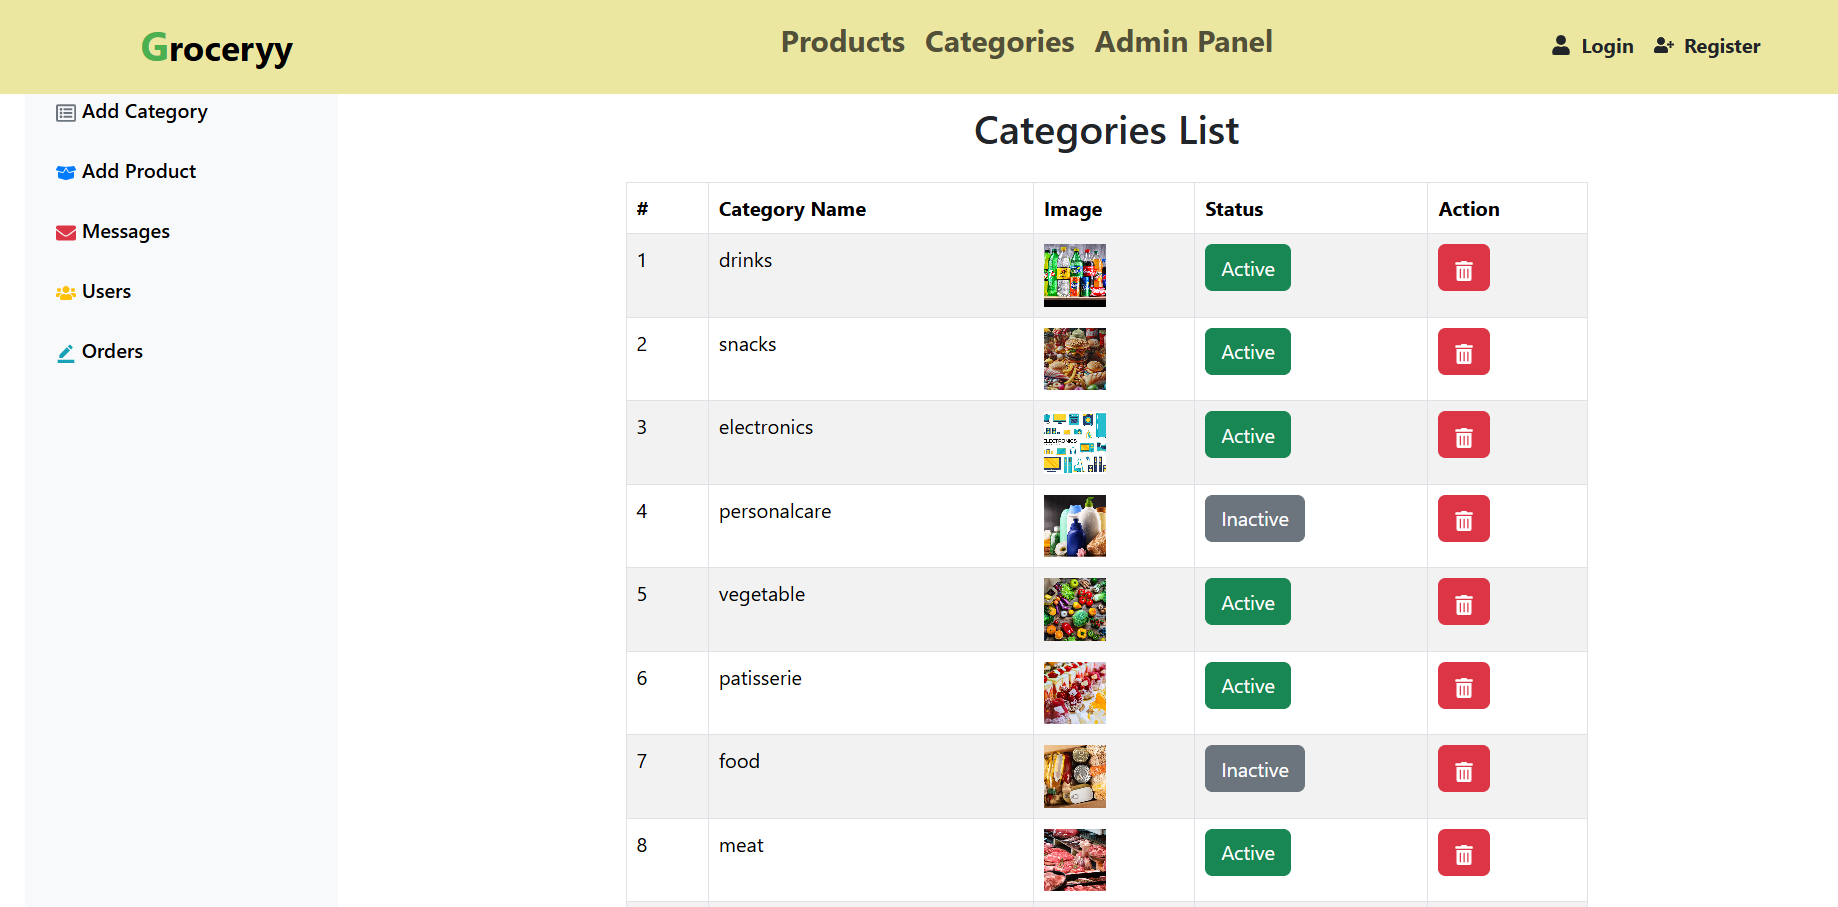 Groceryy
Products Categories Admin Panel
Login Register
Add Category
Add Product
Messages
Users
Orders
Categories List
# Category Name Image Status Action
1 drinks Active
2 snacks Active
3 electronics ELECTRONICS Active
4 personalcare Inactive
5 vegetable Active
6 patisserie Active
7 food Inactive
8 meat Active